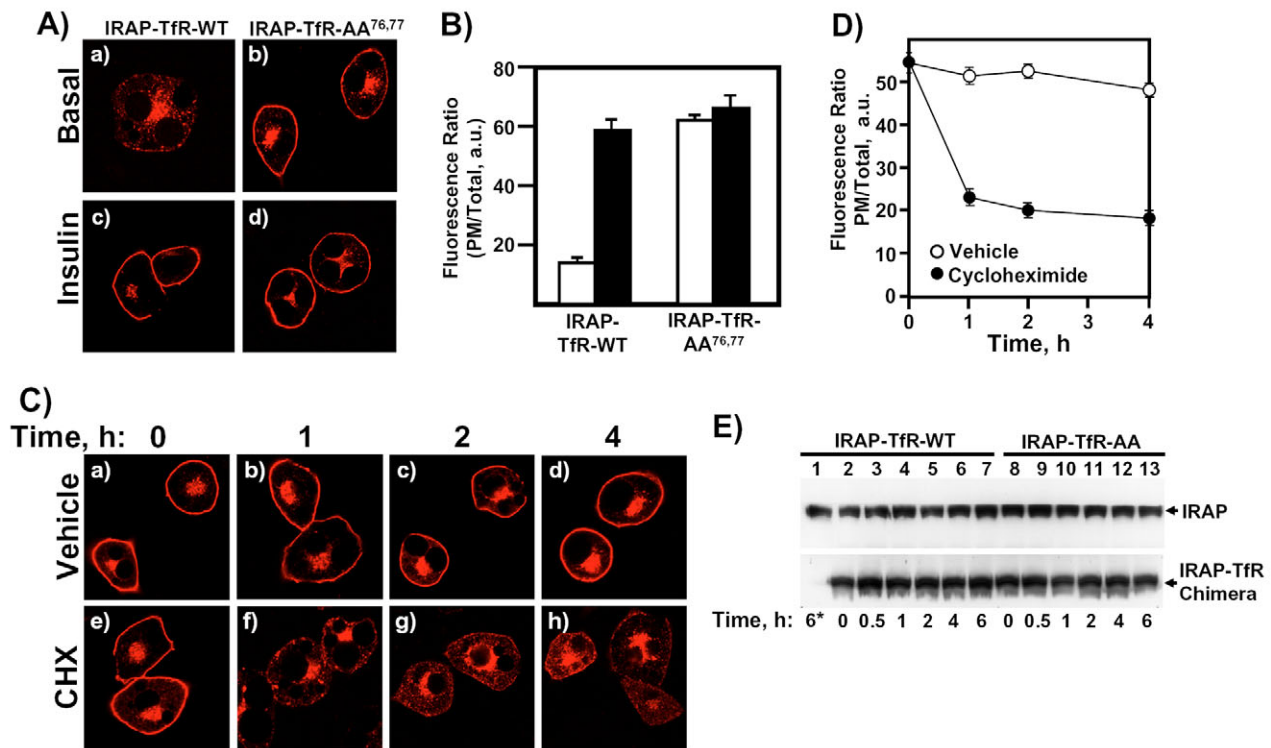 A)
IRAP-TfR-WT IRAP-TfR-AA76,77
Basal
a) b)
Insulin
c) d)
B)
Fluorescence Ratio
(PM/Total, a.u.)
80
60
40
20
IRAP-
TfR-WT
IRAP-TfR-
AA76,77
D)
Fluorescence Ratio
PM/Total, a.u.
50
40
30
20
10
0
Vehicle
Cycloheximide
0 1 2 3 4
Time, h
C)
Time, h: 0 1 2 4
Vehicle
a) b) c) d)
CHX
e) f) g) h)
E)
IRAP-TfR-WT IRAP-TfR-AA
1 2 3 4 5 6 7 8 9 10 11 12 13
IRAP
IRAP-TfR
Chimera
Time, h: 6* 0 0.5 1 2 4 6 0 0.5 1 2 4 6